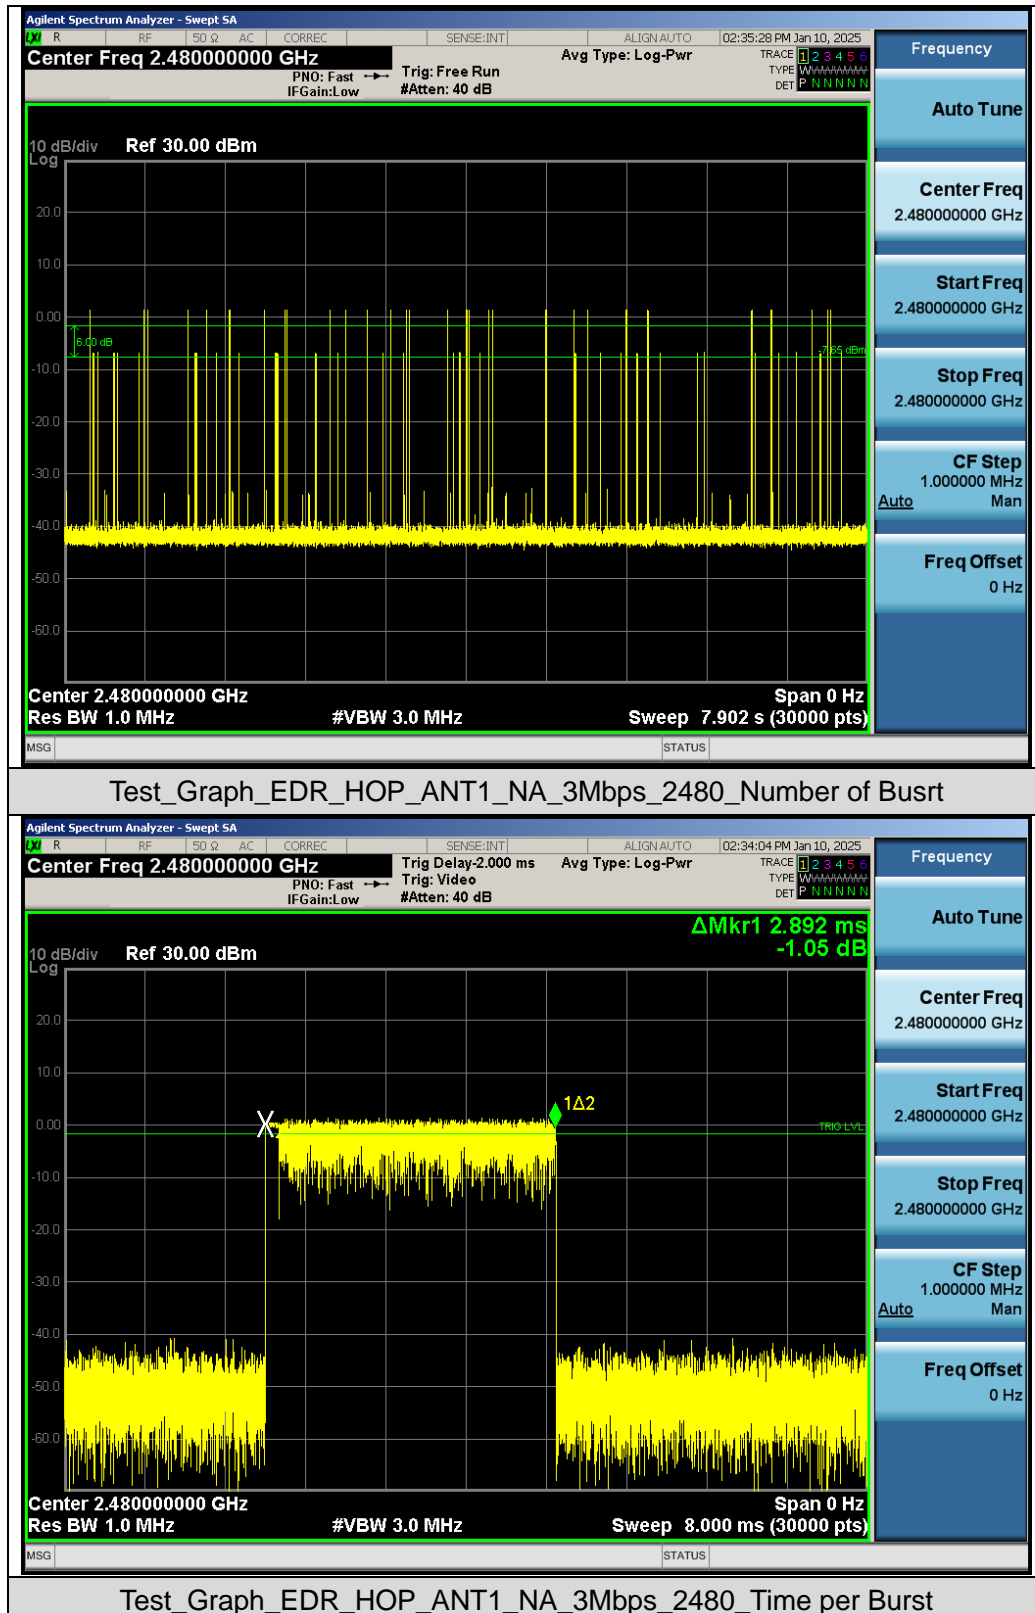 Agilent Spectrum Analyzer - Swept SA
LXI R RF 50 Ω AC CORREC SENSE:INT ALIGN AUTO 02:35:28 PM Jan 10, 2025
Center Freq 2.480000000 GHz
PNO: Fast
IFGain:Low
Trig: Free Run
#Atten: 40 dB
Avg Type: Log-Pwr
TRACE 1 2 3 4 5 6
TYPE WWWWWW
DET P N N N N N
10 dB/div
Log
Ref 30.00 dBm
20.0
10.0
0.00
6.00 dB
-7.65 dBm
-10.0
-20.0
-30.0
-40.0
-50.0
-60.0
Center 2.480000000 GHz
Span 0 Hz
Res BW 1.0 MHz
#VBW 3.0 MHz
Sweep 7.902 s (30000 pts)
MSG
STATUS
Frequency
Auto Tune
Center Freq
2.480000000 GHz
Start Freq
2.480000000 GHz
Stop Freq
2.480000000 GHz
CF Step
1.000000 MHz
Auto Man
Freq Offset
0 Hz
Test_Graph_EDR_HOP_ANT1_NA_3Mbps_2480_Number of Busrt
Agilent Spectrum Analyzer - Swept SA
LXI R RF 50 Ω AC CORREC SENSE:INT ALIGN AUTO 02:34:04 PM Jan 10, 2025
Center Freq 2.480000000 GHz
PNO: Fast
IFGain:Low
Trig Delay-2.000 ms
Trig: Video
#Atten: 40 dB
Avg Type: Log-Pwr
TRACE 1 2 3 4 5 6
TYPE WWWWWW
DET P N N N N N
ΔMkr1 2.892 ms
-1.05 dB
10 dB/div
Log
Ref 30.00 dBm
20.0
10.0
0.00
1Δ2
TRIG LVL
-10.0
-20.0
-30.0
-40.0
-50.0
-60.0
Center 2.480000000 GHz
Span 0 Hz
Res BW 1.0 MHz
#VBW 3.0 MHz
Sweep 8.000 ms (30000 pts)
MSG
STATUS
Frequency
Auto Tune
Center Freq
2.480000000 GHz
Start Freq
2.480000000 GHz
Stop Freq
2.480000000 GHz
CF Step
1.000000 MHz
Auto Man
Freq Offset
0 Hz
Test_Graph_EDR_HOP_ANT1_NA_3Mbps_2480_Time per Burst